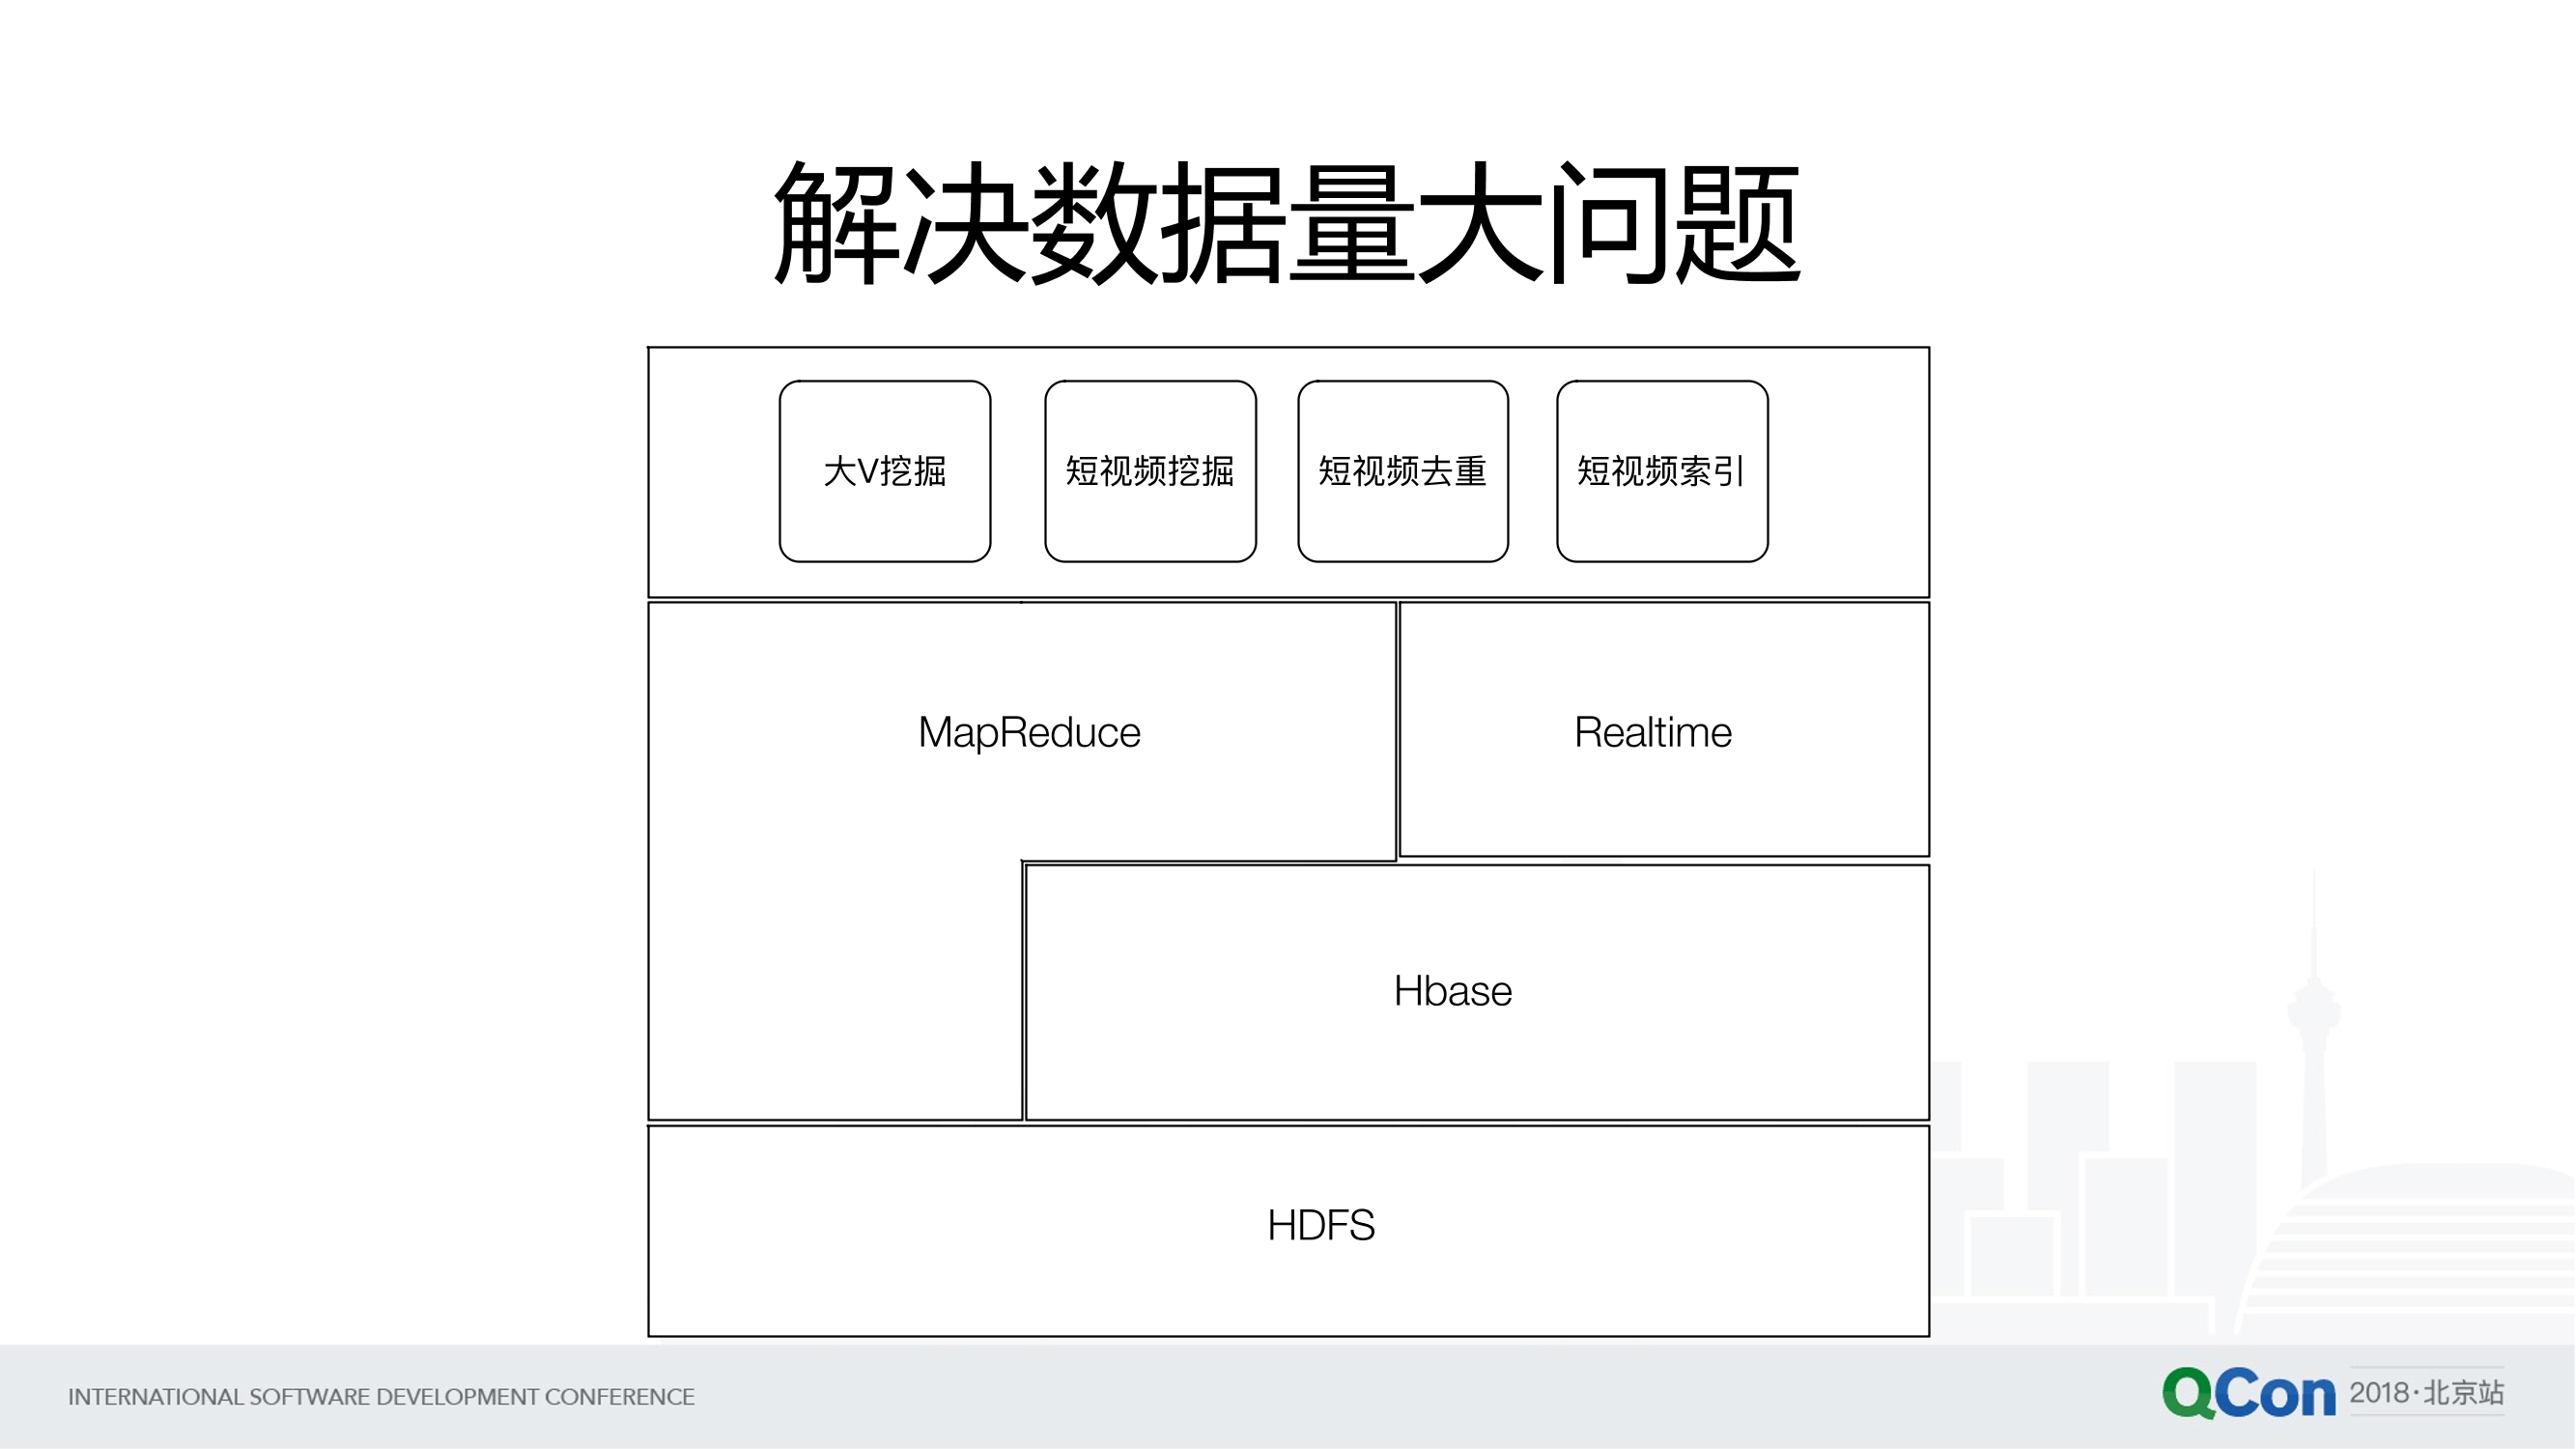 解决数据量大问题
大V挖掘
短视频挖掘
短视频去重
短视频索引
MapReduce
Realtime
Hbase
HDFS
INTERNATIONAL SOFTWARE DEVELOPMENT CONFERENCE
QCon 2018·北京站